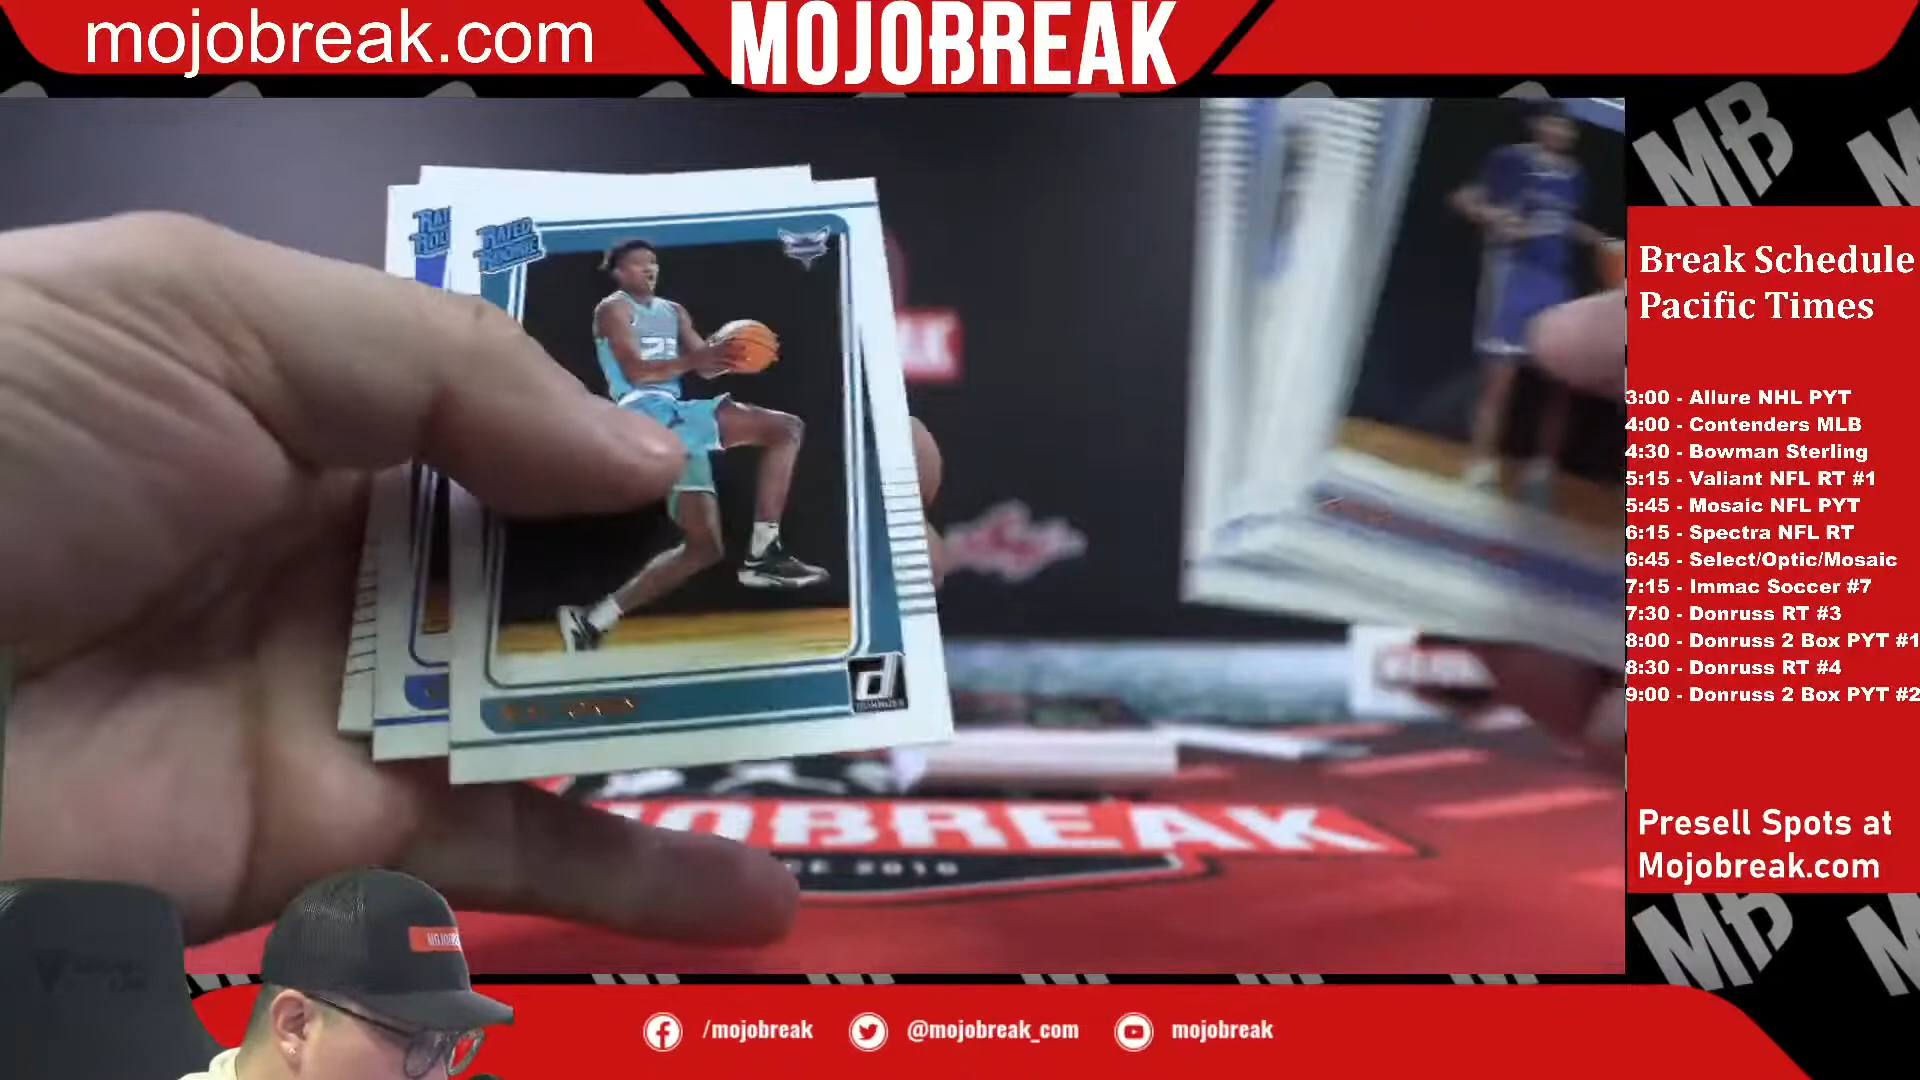 mojobreak.com
MOJOBREAK
RATED
ROOKIE
22
MOJOBREAK
Break Schedule
Pacific Times
3:00 - Allure NHL PYT
4:00 - Contenders MLB
4:30 - Bowman Sterling
5:15 - Valiant NFL RT #1
5:45 - Mosaic NFL PYT
6:15 - Spectra NFL RT
6:45 - Select/Optic/Mosaic
7:15 - Immac Soccer #7
7:30 - Donruss RT #3
8:00 - Donruss 2 Box PYT #1
8:30 - Donruss RT #4
9:00 - Donruss 2 Box PYT #2
Presell Spots at
Mojobreak.com
MB
MB
/mojobreak
@mojobreak_com
mojobreak